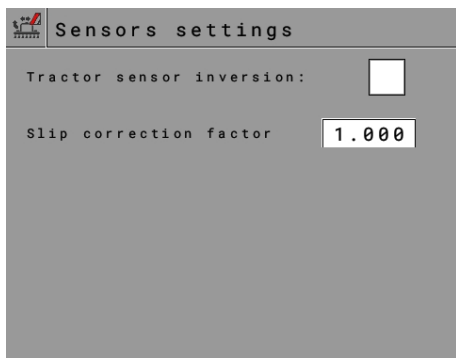 Sensors settings
Tractor sensor inversion:
Slip correction factor 1.000